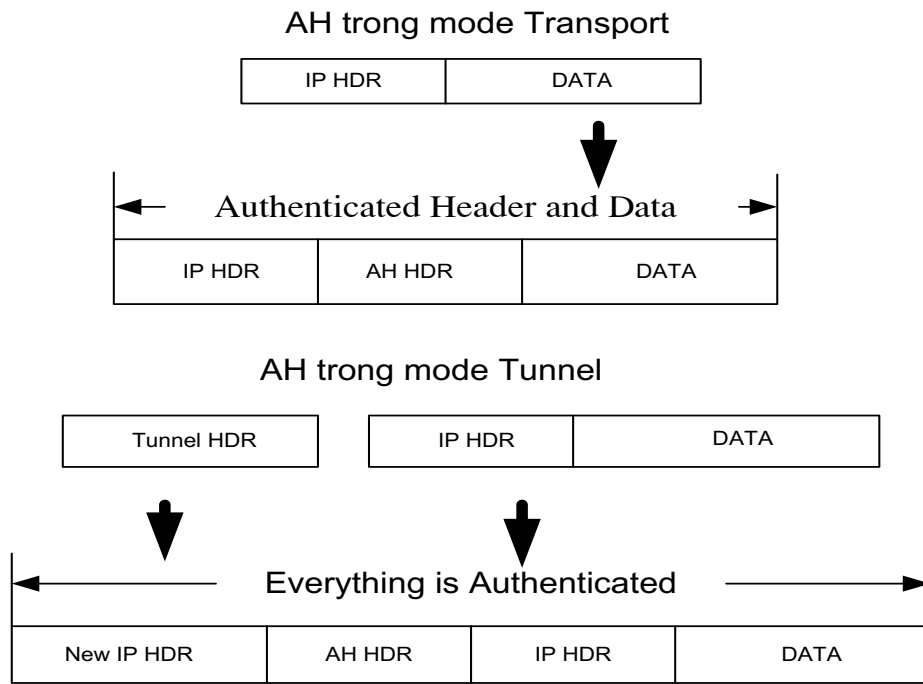 AH trong mode Transport
IP HDR DATA
Authenticated Header and Data
IP HDR AH HDR DATA
AH trong mode Tunnel
Tunnel HDR IP HDR DATA
Everything is Authenticated
New IP HDR AH HDR IP HDR DATA